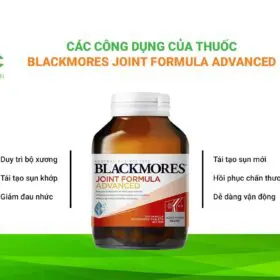 CÁC CÔNG DỤNG CỦA THUỐC
BLACKMORES JOINT FORMULA ADVANCED
Duy trì bộ xương
Tái tạo sụn khớp
Giảm đau nhức
BLACKMORES
JOINT FORMULA
ADVANCED
Tái tạo sụn mới
Hồi phục chấn thư
Dễ dàng vận động